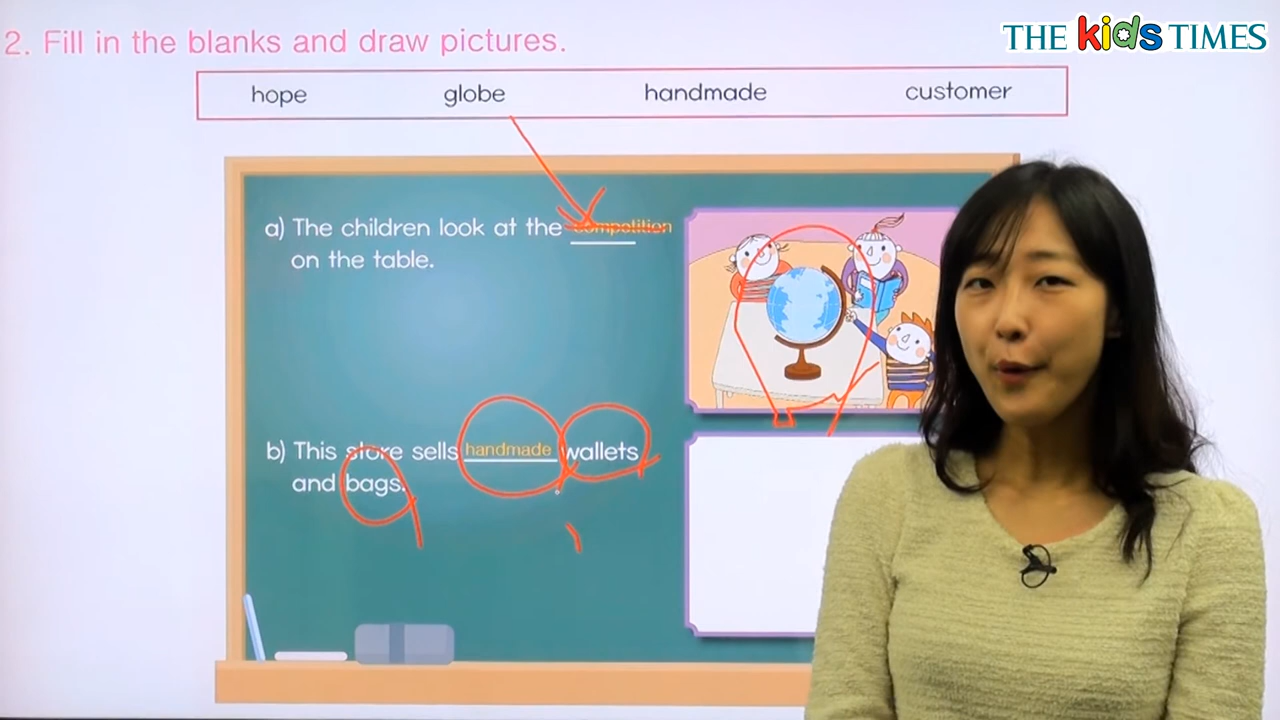 THE kids TIMES
2. Fill in the blanks and draw pictures.
hope globe handmade customer
a) The children look at the competition
on the table.
b) This store sells handmade wallets
and bags.